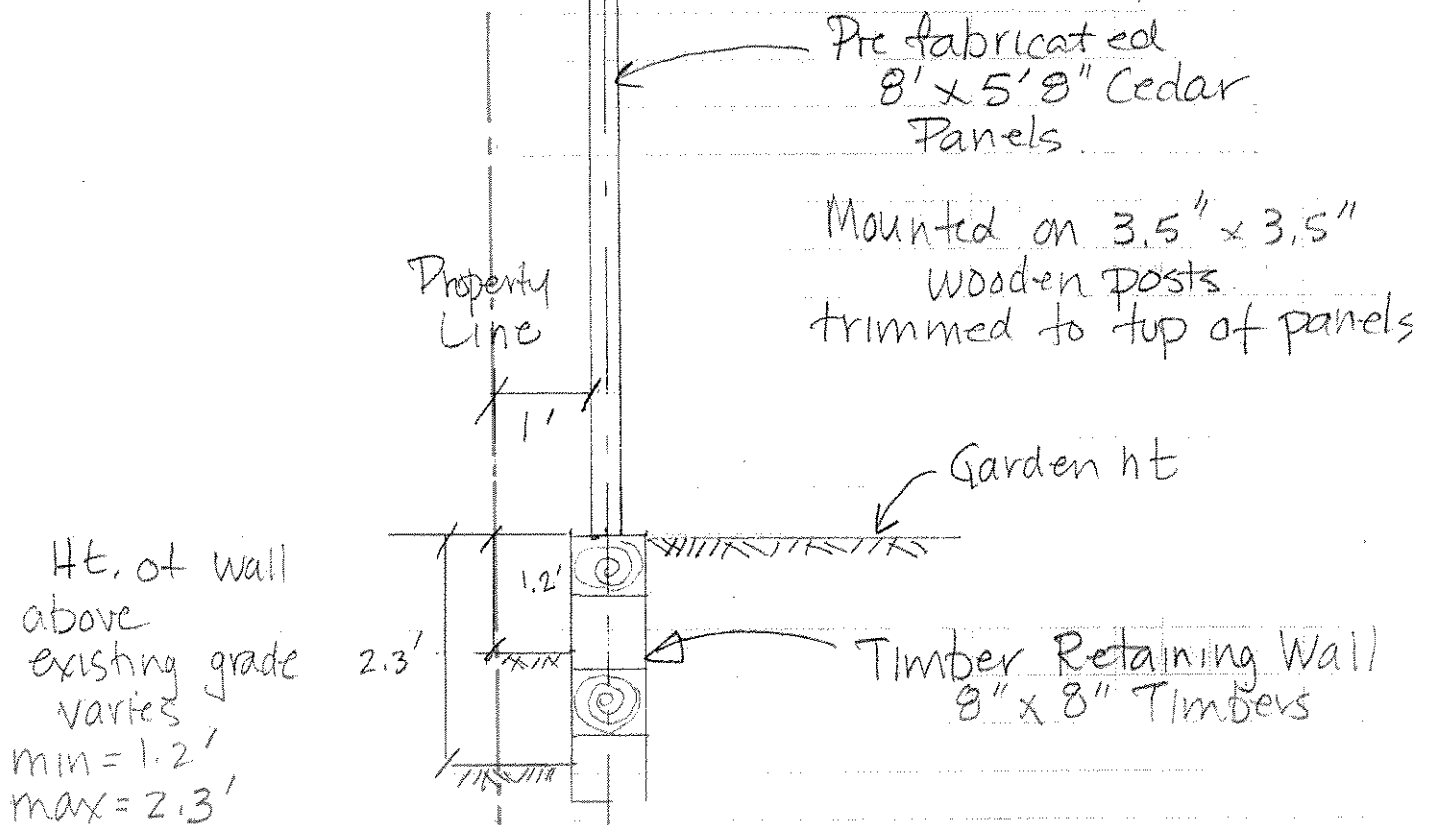 Prefabricated
8' x 5'8" Cedar
Panels
Mounted on 3.5" x 3.5"
wooden posts
trimmed to top of panels
Property
Line
1'
Garden ht
Ht. of wall
above
existing grade
varies
min = 1.2'
max = 2.3'
1.2'
2.3'
Timber Retaining Wall
8" x 8" Timbers